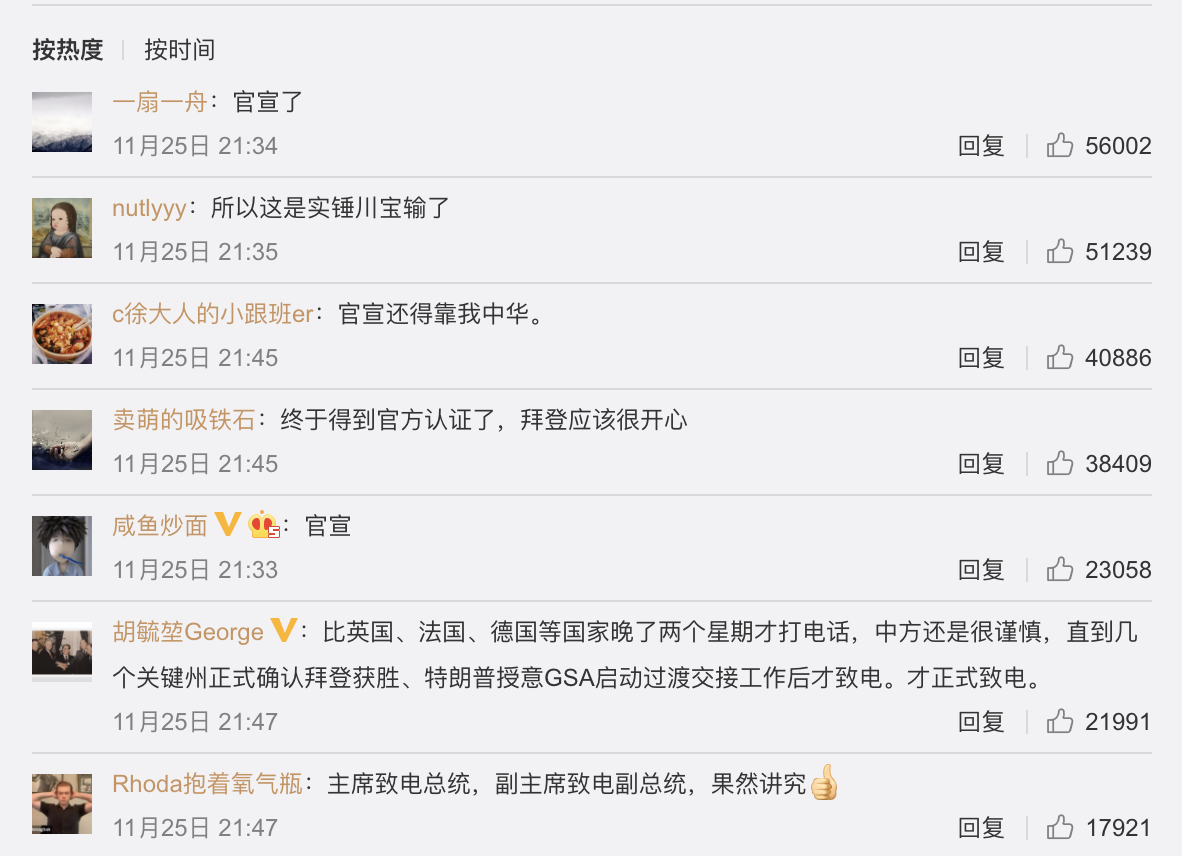 按热度 按时间
一扇一舟：官宣了
11月25日 21:34 回复 56002
nutlyyy：所以这是实锤川宝输了
11月25日 21:35 回复 51239
c徐大人的小跟班er：官宣还得靠我中华。
11月25日 21:45 回复 40886
卖萌的吸铁石：终于得到官方认证了，拜登应该很开心
11月25日 21:45 回复 38409
咸鱼炒面：官宣
11月25日 21:33 回复 23058
胡毓堃George：比英国、法国、德国等国家晚了两个星期才打电话，中方还是很谨慎，直到几
个关键州正式确认拜登获胜、特朗普授意GSA启动过渡交接工作后才致电。才正式致电。
11月25日 21:47 回复 21991
Rhoda抱着氧气瓶：主席致电总统，副主席致电副总统，果然讲究
11月25日 21:47 回复 17921